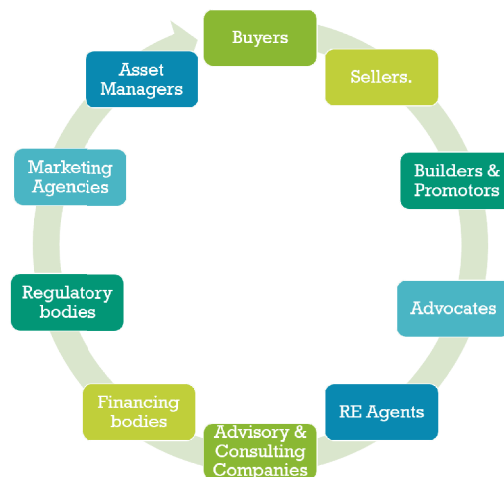 Buyers
Sellers.
Builders &
Promotors
Advocates
RE Agents
Advisory &
Consulting
Companies
Financing
bodies
Regulatory
bodies
Marketing
Agencies
Asset
Managers